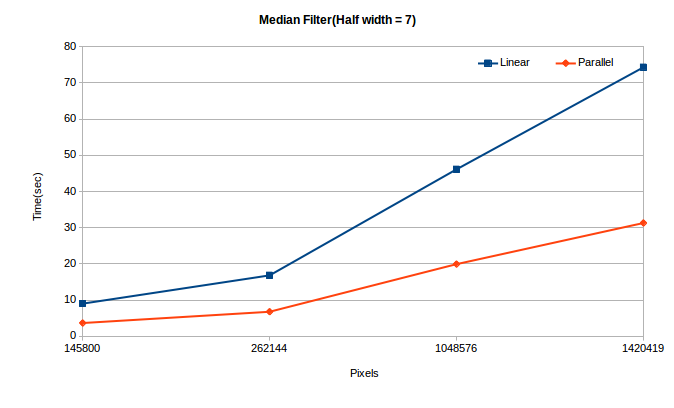 Median Filter(Half width = 7)
Linear
Parallel
80
70
60
50
40
30
20
10
0
Time(sec)
145800
262144
1048576
1420419
Pixels